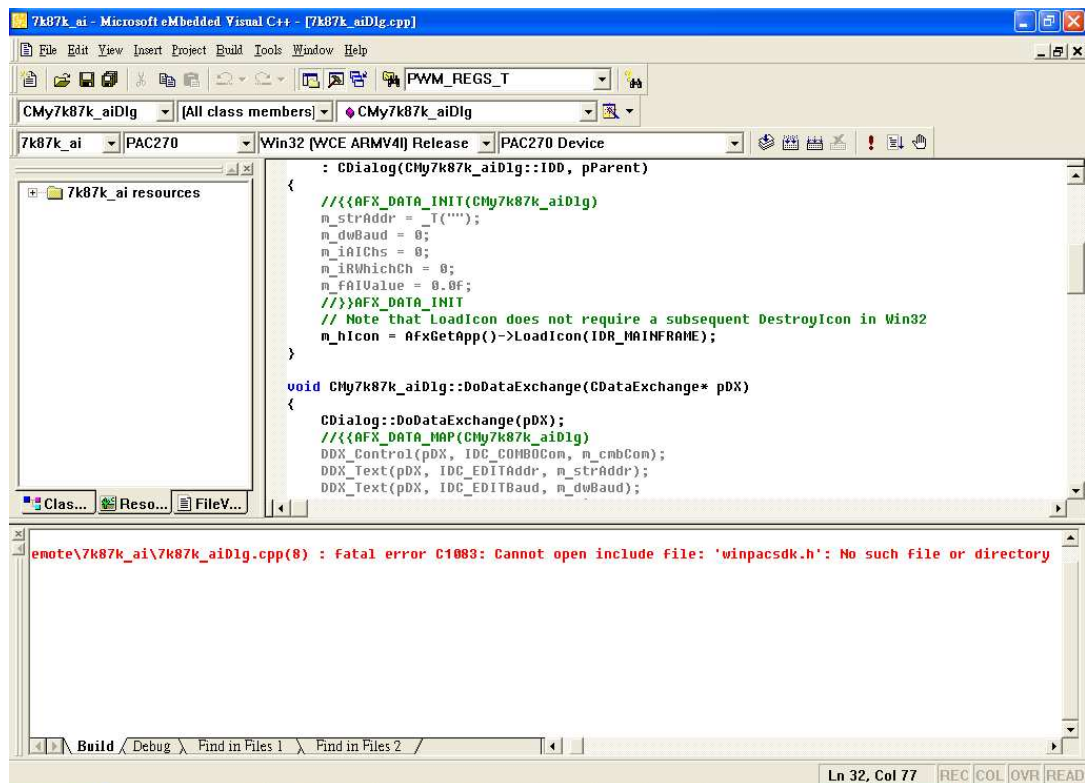 7k87k_ai - Microsoft eMbedded Visual C++ - [7k87k_aiDlg.cpp]
File Edit View Insert Project Build Tools Window Help
PWM_REGS_T
CMy7k87k_aiDlg [All class members] CMy7k87k_aiDlg
7k87k_ai PAC270 Win32 (WCE ARMV4I) Release PAC270 Device
7k87k_ai resources
: CDialog(CMy7k87k_aiDlg::IDD, pParent)
{
//{{AFX_DATA_INIT(CMy7k87k_aiDlg)
m_strAddr = _T("");
m_dwBaud = 0;
m_iAIChs = 0;
m_iRWhichCh = 0;
m_fAIValue = 0.0f;
//}}AFX_DATA_INIT
// Note that LoadIcon does not require a subsequent DestroyIcon in Win32
m_hIcon = AfxGetApp()->LoadIcon(IDR_MAINFRAME);
}
void CMy7k87k_aiDlg::DoDataExchange(CDataExchange* pDX)
{
CDialog::DoDataExchange(pDX);
//{{AFX_DATA_MAP(CMy7k87k_aiDlg)
DDX_Control(pDX, IDC_COMBOCom, m_cmbCom);
DDX_Text(pDX, IDC_EDITAddr, m_strAddr);
DDX_Text(pDX, IDC_EDITBaud, m_dwBaud);
Clas... Reso... FileV...
emote\7k87k_ai\7k87k_aiDlg.cpp(8) : fatal error C1083: Cannot open include file: 'winpacsdk.h': No such file or directory
Build Debug Find in Files 1 Find in Files 2
Ln 32, Col 77 REC COL OVR READ